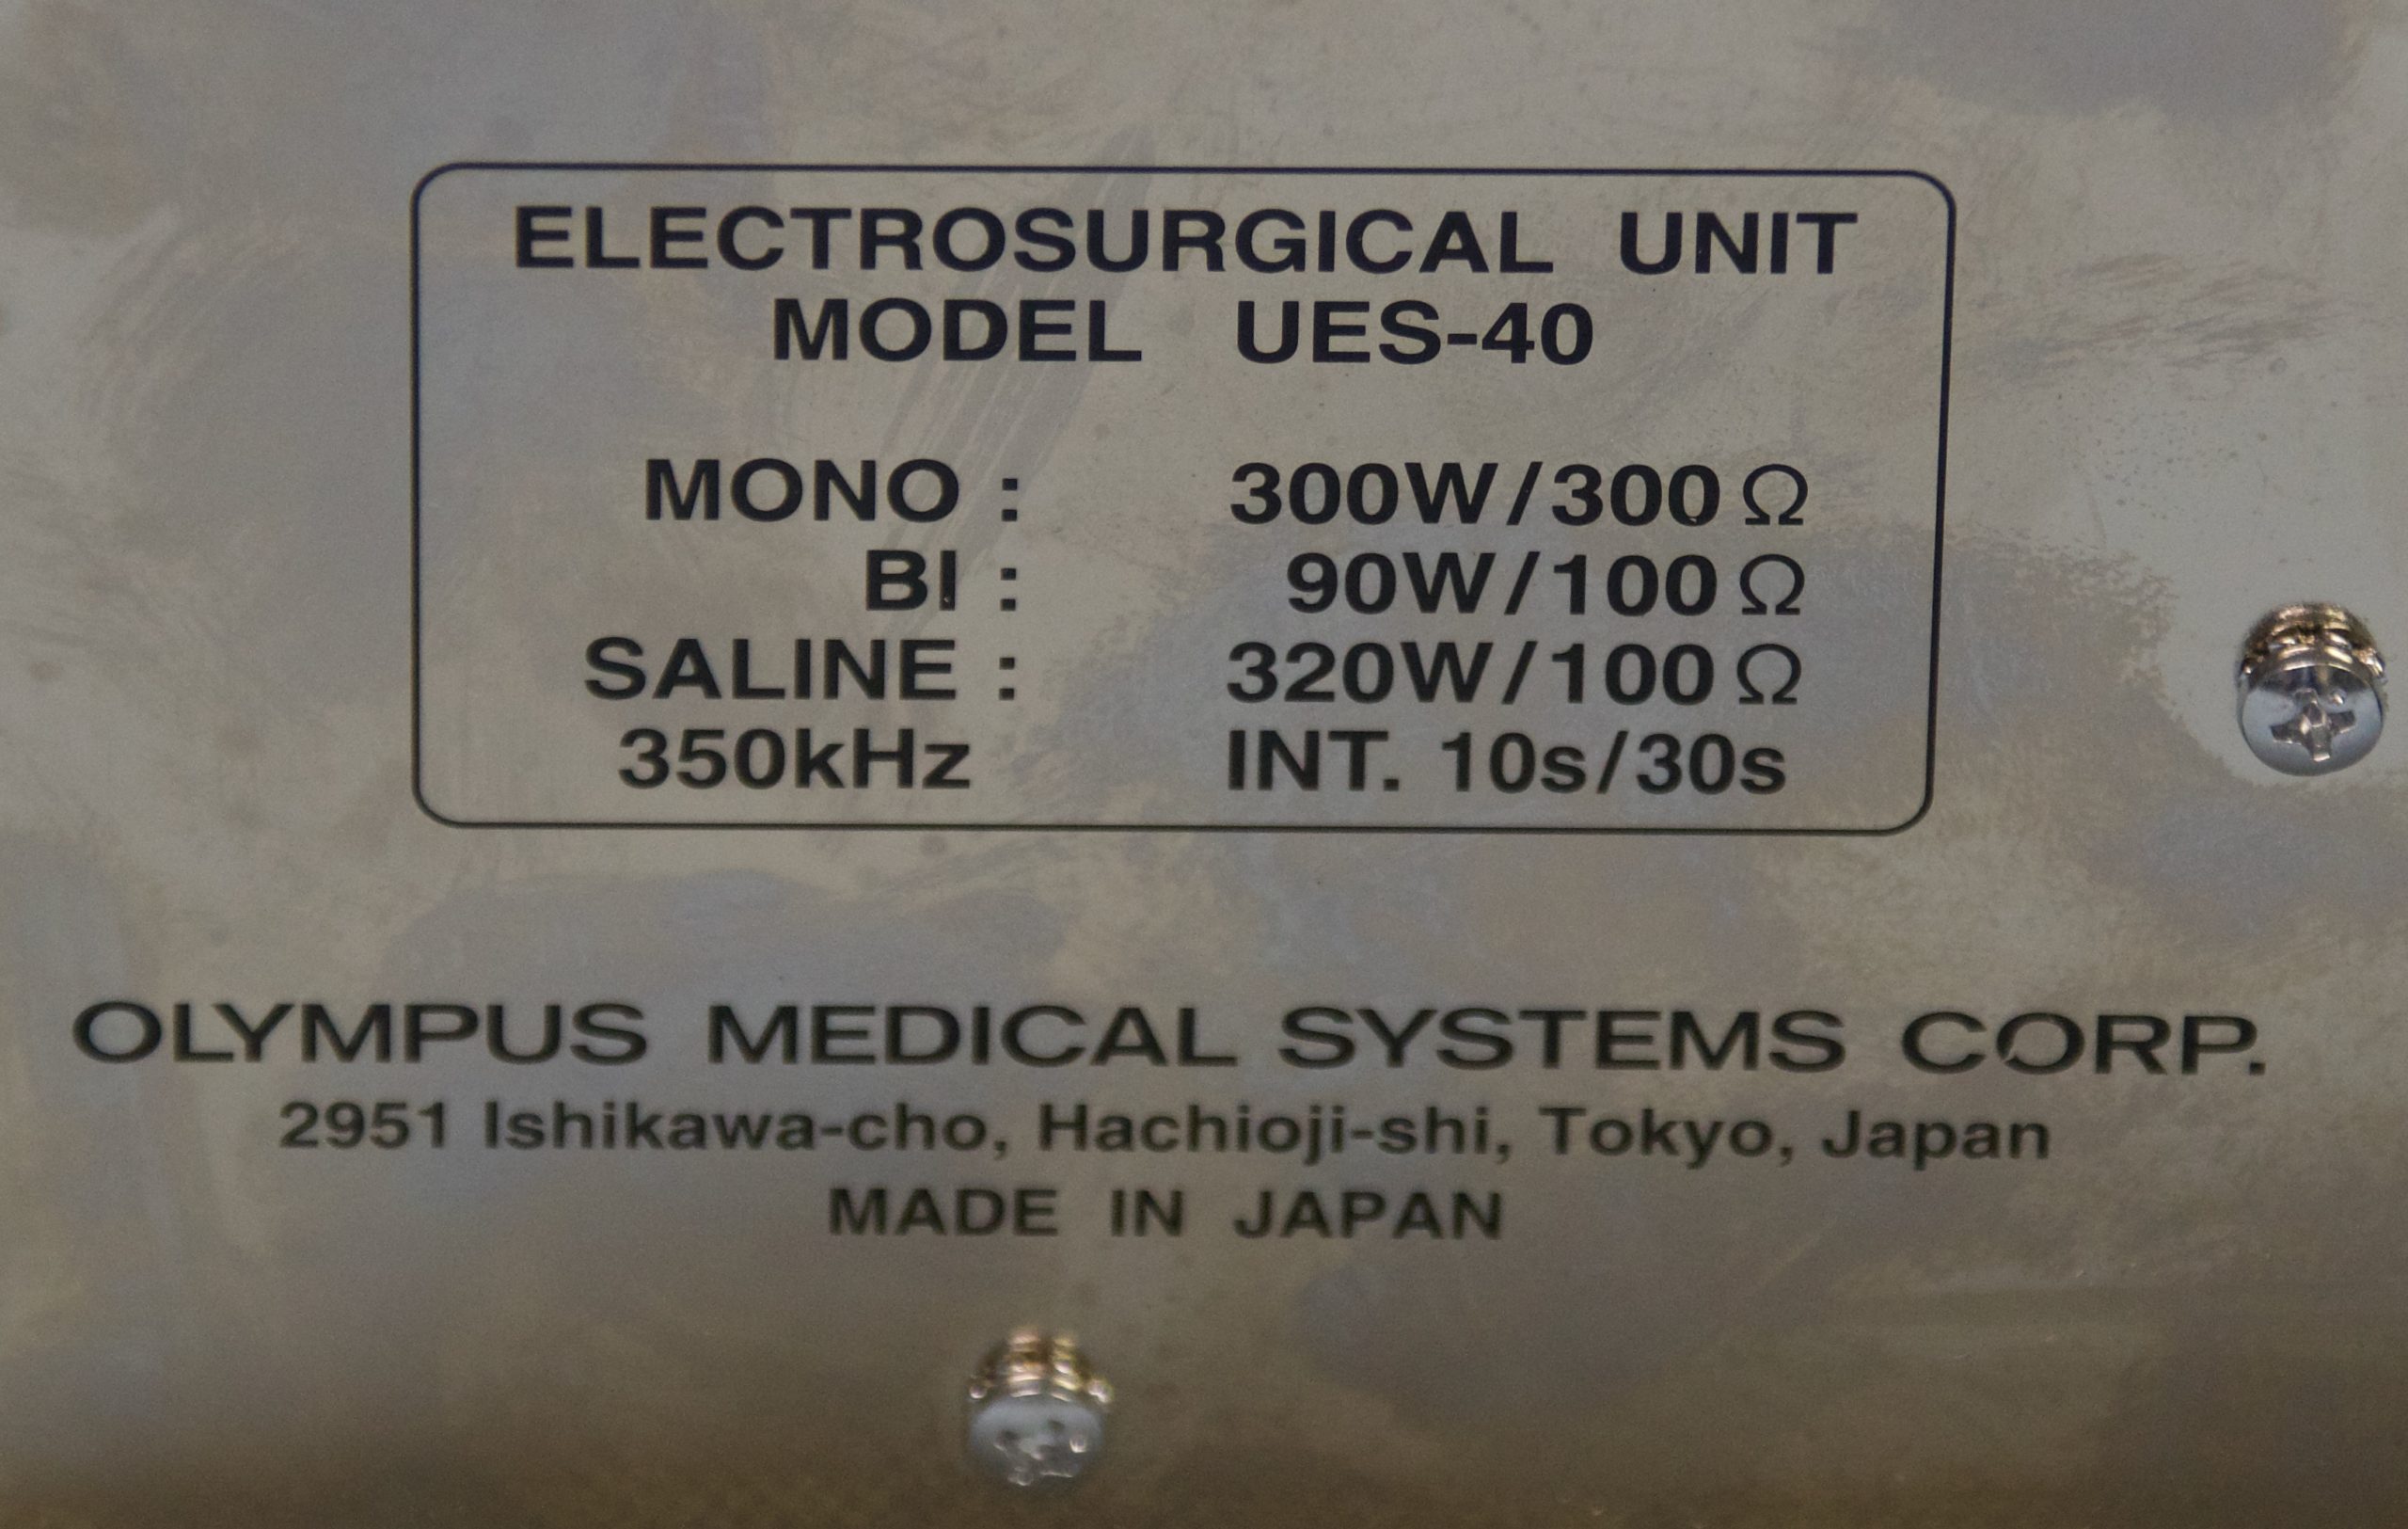 ELECTROSURGICAL UNIT
MODEL UES-40
MONO : 300W/300Ω
BI : 90W/100Ω
SALINE : 320W/100Ω
350kHz INT. 10s/30s
OLYMPUS MEDICAL SYSTEMS CORP.
2951 Ishikawa-cho, Hachioji-shi, Tokyo, Japan
MADE IN JAPAN